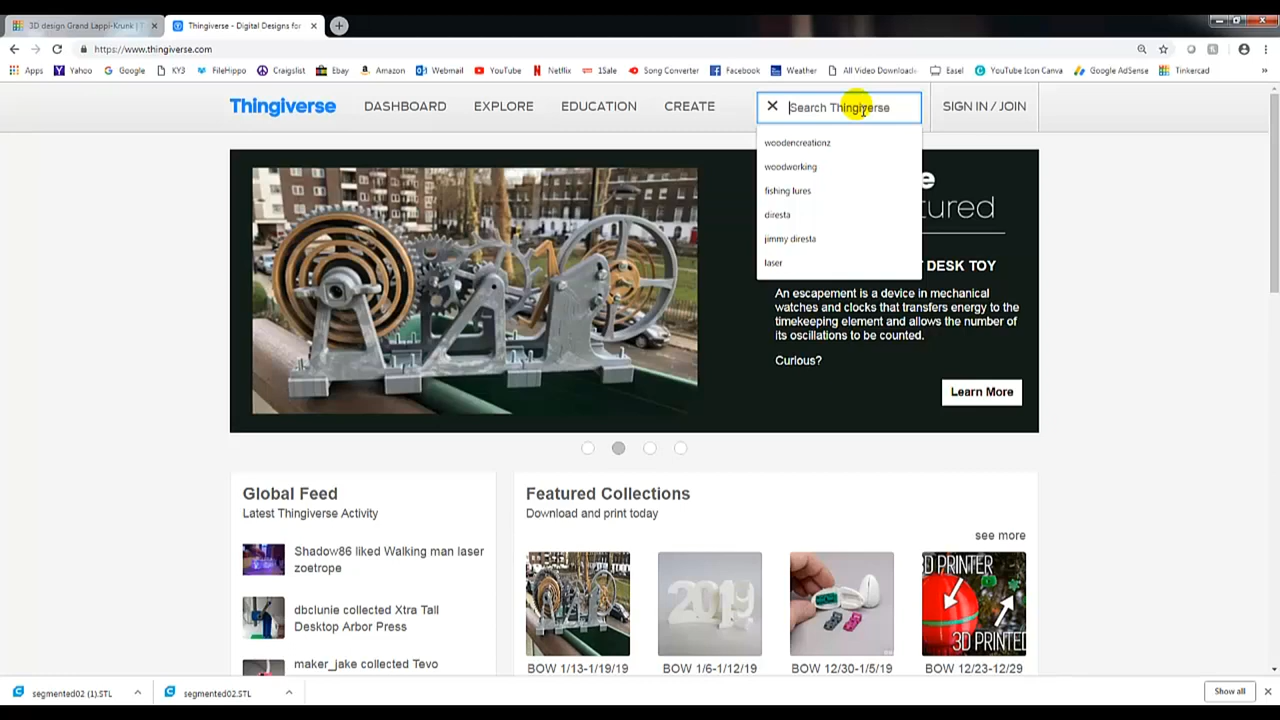 3D design Grand Lappi-Krunk | T
Thingiverse - Digital Designs for
https://www.thingiverse.com
Apps
Yahoo
Google
KY3
FileHippo
Craigslist
Ebay
Amazon
Webmail
YouTube
Netflix
1Sale
Song Converter
Facebook
Weather
All Video Download
Easel
YouTube Icon Canva
Google AdSense
Tinkercad
Thingiverse
DASHBOARD
EXPLORE
EDUCATION
CREATE
Search Thingiverse
SIGN IN / JOIN
woodencreationz
woodworking
fishing lures
diresta
jimmy diresta
laser
DESK TOY
An escapement is a device in mechanical
watches and clocks that transfers energy to the
timekeeping element and allows the number of
its oscillations to be counted.
Curious?
Learn More
Global Feed
Latest Thingiverse Activity
Shadow86 liked Walking man laser
zoetrope
dbclunie collected Xtra Tall
Desktop Arbor Press
maker_jake collected Tevo
Featured Collections
Download and print today
see more
2019
3D PRINTER
3D PRINTED
BOW 1/13-1/19/19
BOW 1/6-1/12/19
BOW 12/30-1/5/19
BOW 12/23-12/29
segmented02 (1).STL
segmented02.STL
Show all